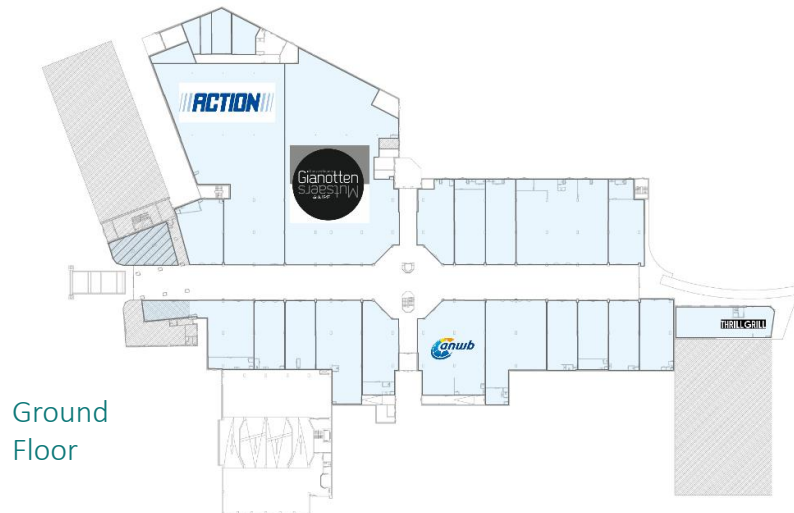 ACTION
Gianotten
Mutsaers
anwb
THRILL GRILL
Ground
Floor